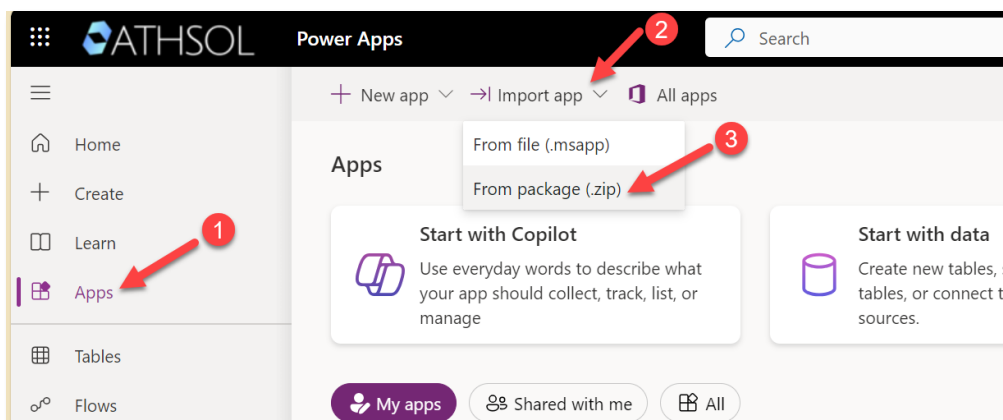 ATHSOL Power Apps Search
2
New app Import app All apps
Home
Create
Learn
Apps
Tables
Flows
1
From file (.msapp)
From package (.zip)
3
Apps
Start with Copilot
Use everyday words to describe what
your app should collect, track, list, or
manage
Start with data
Create new tables, s
tables, or connect t
sources.
My apps Shared with me All